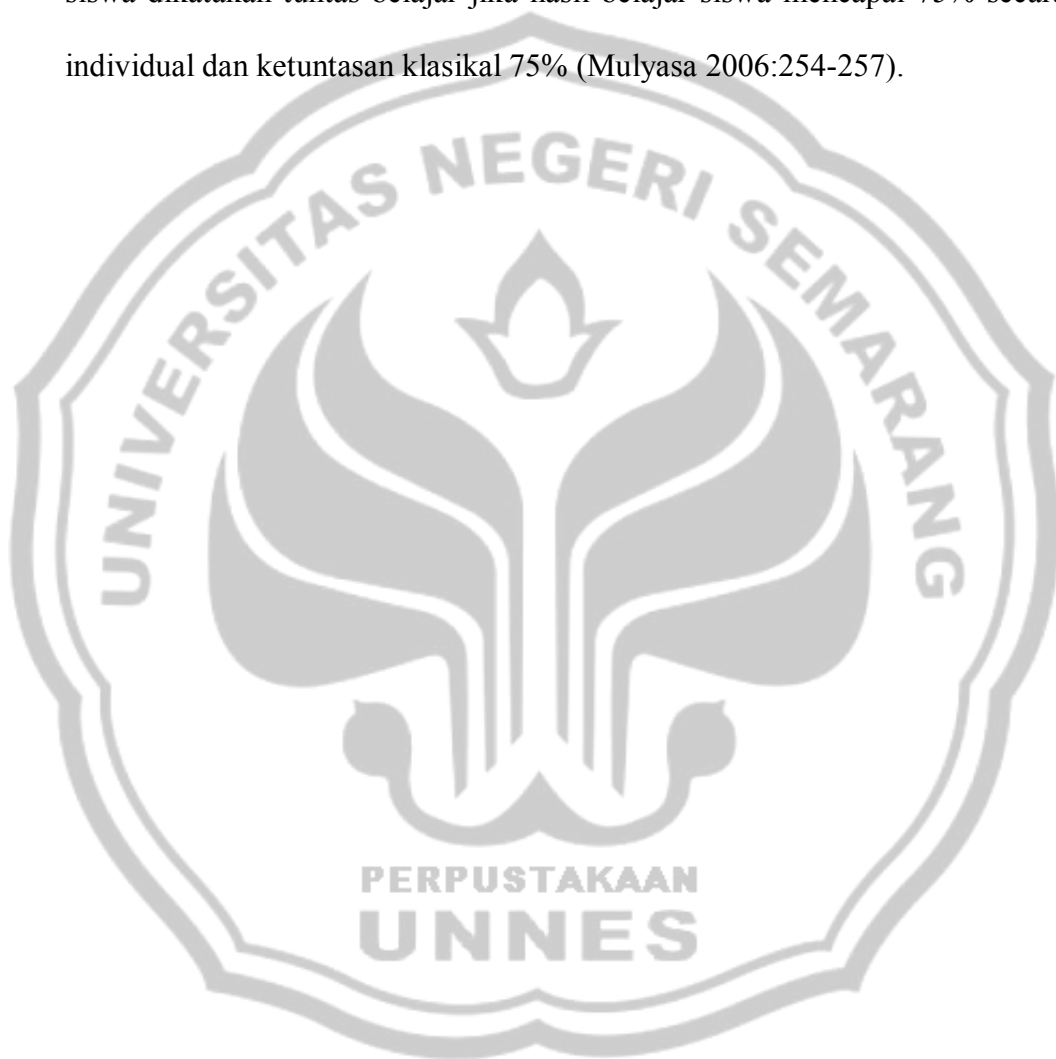 individual dan ketuntasan klasikal 75% (Mulyasa 2006:254-257).
UNIVERSITAS NEGERI SEMARANG
PERPUSTAKAAN
UNNES